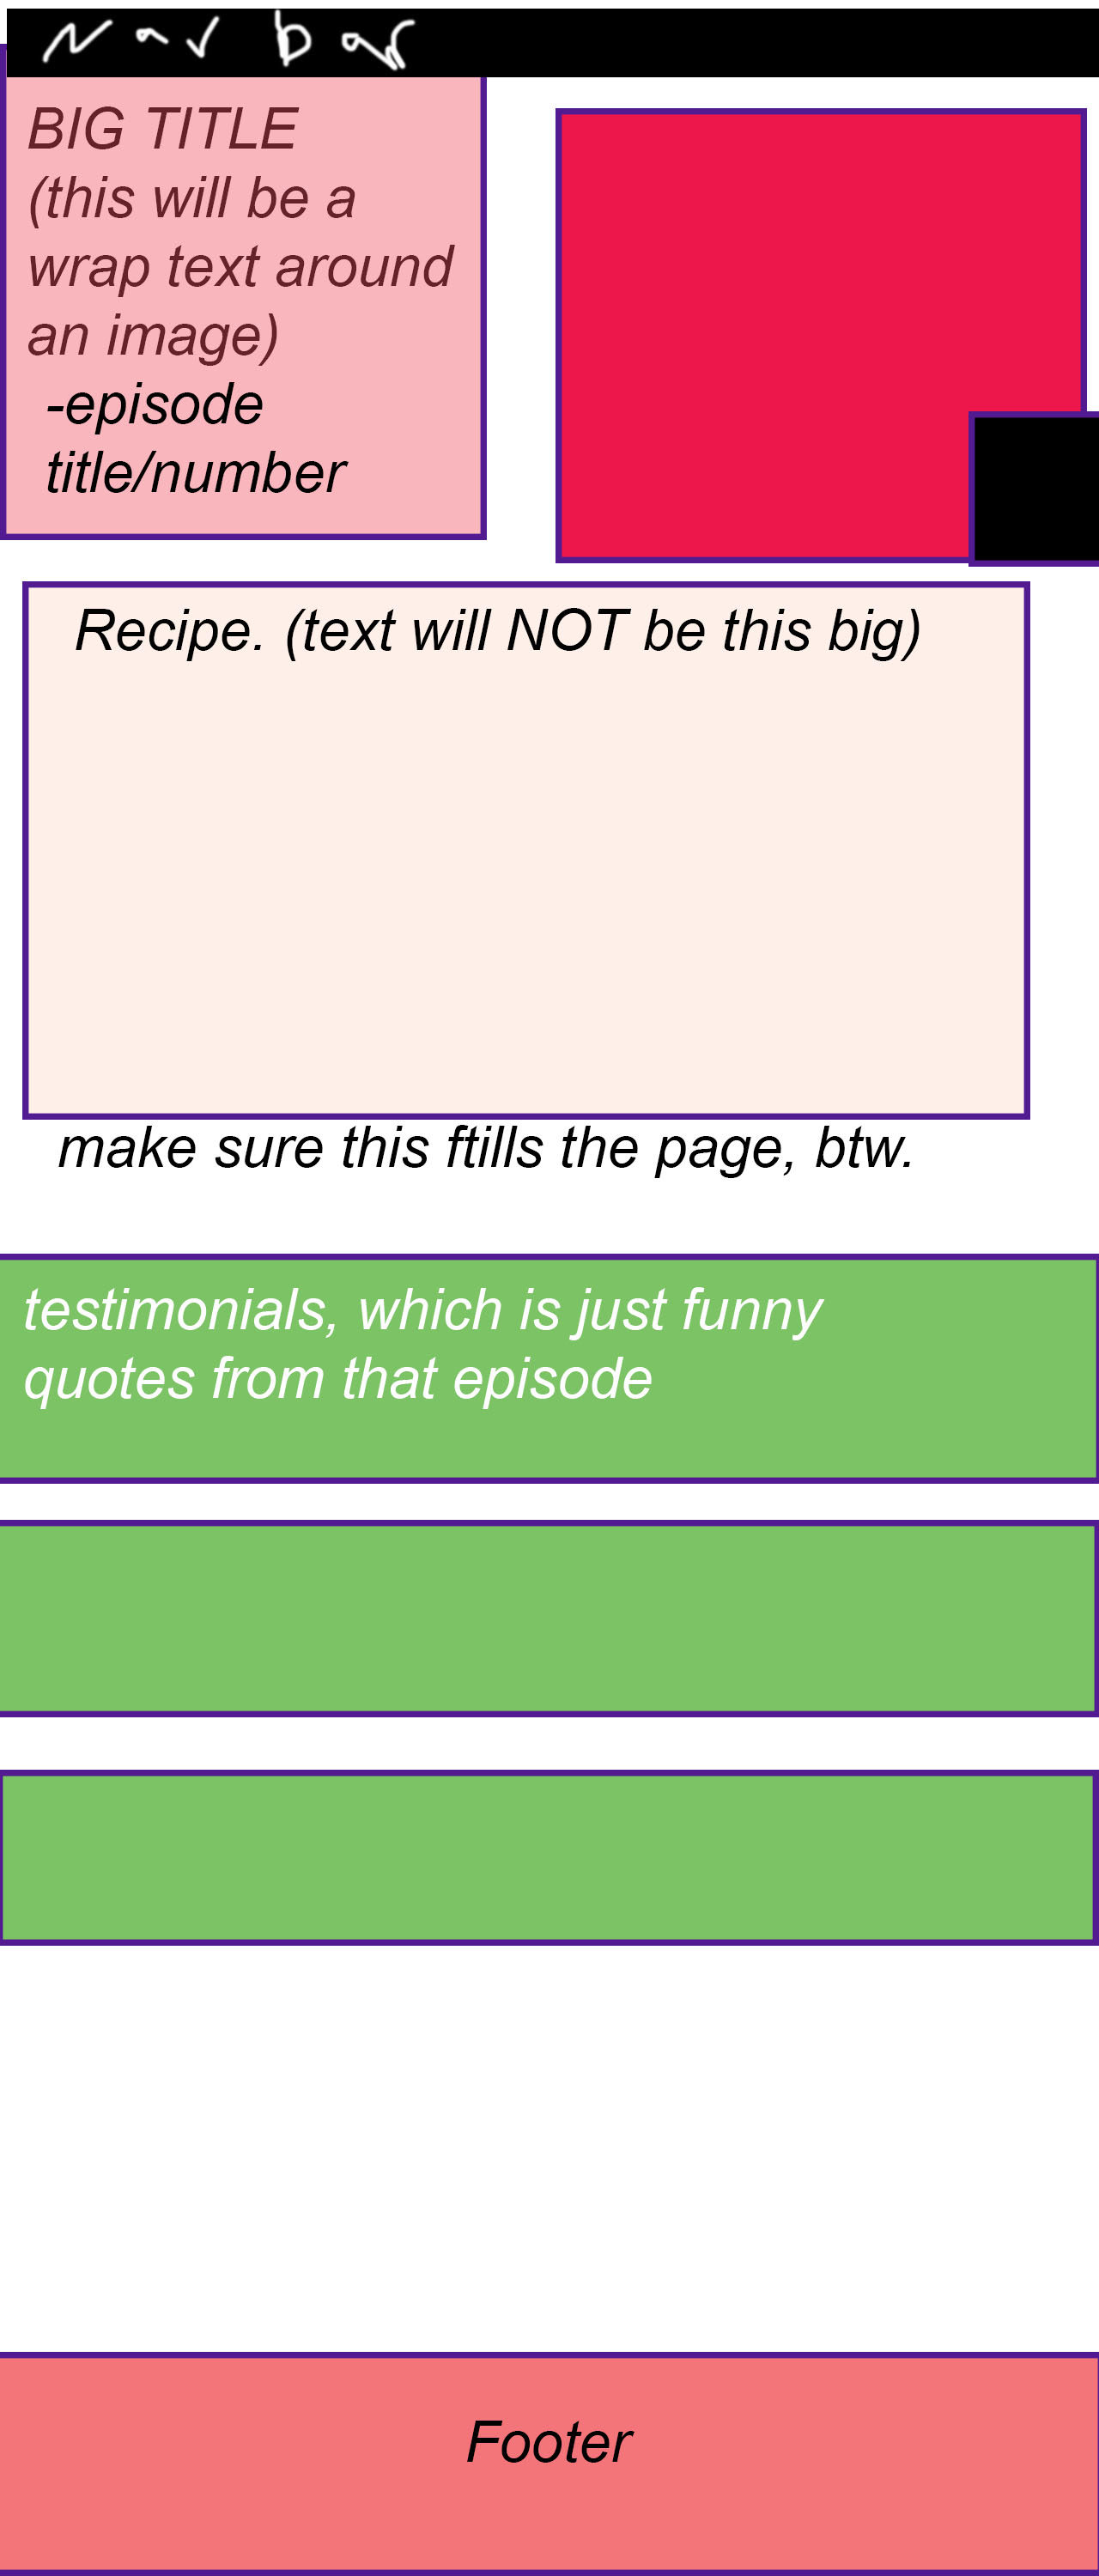 Nav bar
BIG TITLE
(this will be a
wrap text around
an image)
-episode
title/number
Recipe. (text will NOT be this big)
make sure this ftills the page, btw.
testimonials, which is just funny
quotes from that episode
Footer